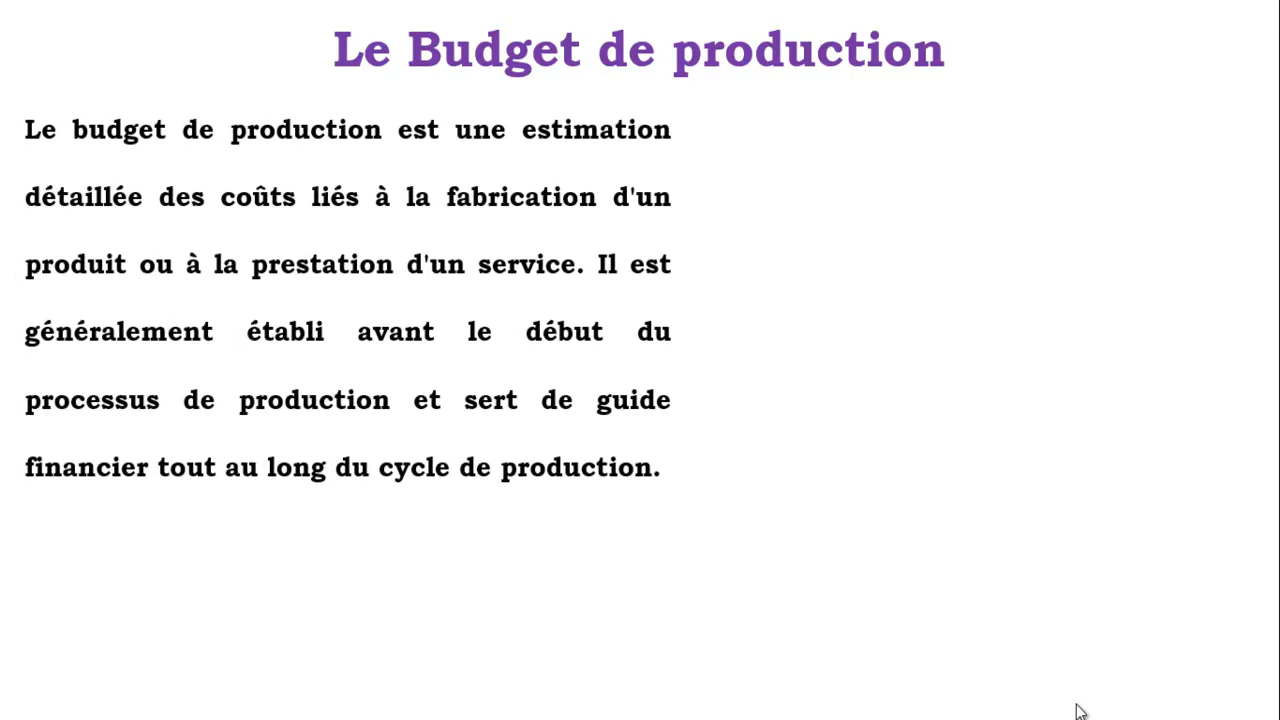 Le Budget de production
Le budget de production est une estimation
détaillée des coûts liés à la fabrication d'un
produit ou à la prestation d'un service. Il est
généralement établi avant le début du
processus de production et sert de guide
financier tout au long du cycle de production.